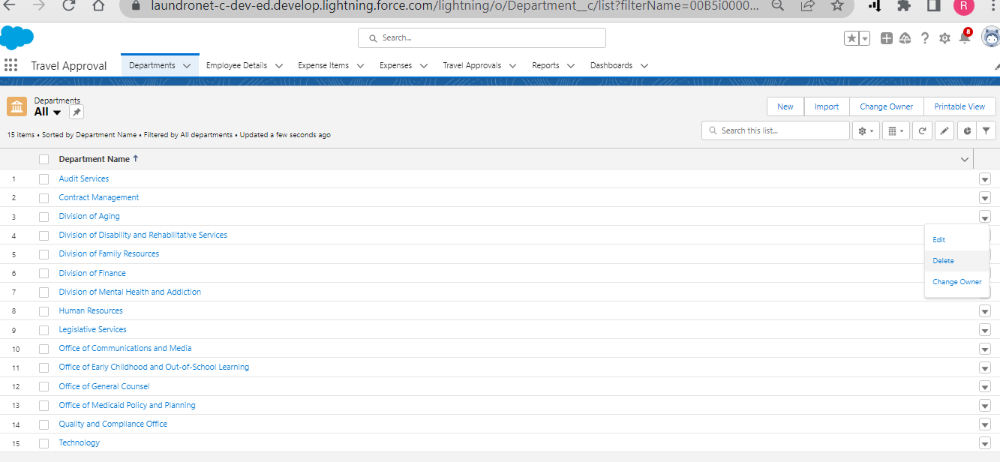 laundronet-c-dev-ed.develop.lightning.force.com/lightning/o/Department__c/list?filterName=00B5i0000... R
Search... 8
Travel Approval Departments Employee Details Expense Items Expenses Travel Approvals Reports Dashboards
Departments
All
New Import Change Owner Printable View
15 items • Sorted by Department Name • Filtered by All departments • Updated a few seconds ago
Search this list...
Department Name ↑
1 Audit Services
2 Contract Management
3 Division of Aging
4 Division of Disability and Rehabilitative Services
5 Division of Family Resources
6 Division of Finance
7 Division of Mental Health and Addiction
8 Human Resources
9 Legislative Services
10 Office of Communications and Media
11 Office of Early Childhood and Out-of-School Learning
12 Office of General Counsel
13 Office of Medicaid Policy and Planning
14 Quality and Compliance Office
15 Technology
Edit
Delete
Change Owner